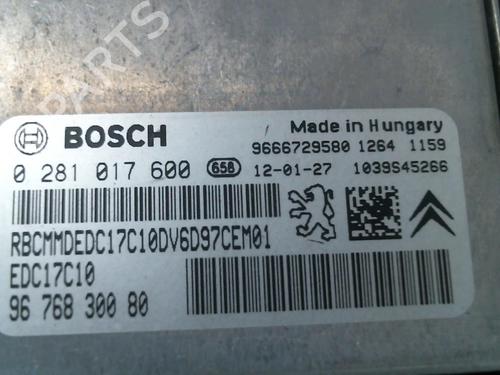 PARTS
BOSCH
Made in Hungary
9666729580 1264 1159
0 281 017 600 658 12-01-27 1039S45266
RBCMMDEDC17C10DV6D97CEM01
EDC17C10
96 768 300 80